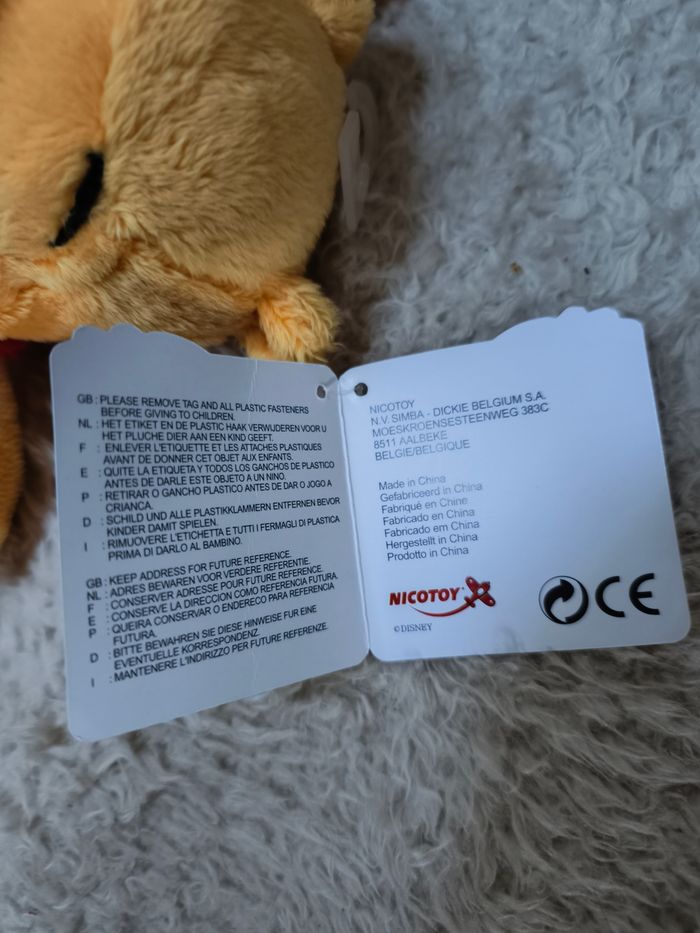 GB : PLEASE REMOVE TAG AND ALL PLASTIC FASTENERS
BEFORE GIVING TO CHILDREN.
NL : HET ETIKET EN DE PLASTIC HAAK VERWIJDEREN VOOR U
HET PLUCHE DIER AAN EEN KIND GEEFT.
F : ENLEVER L'ETIQUETTE ET LES ATTACHES PLASTIQUES
AVANT DE DONNER CET OBJET AUX ENFANTS.
E : QUITE LA ETIQUETA Y TODOS LOS GANCHOS DE PLASTICO
ANTES DE DARLE ESTE OBJETO A UN NINO.
P : RETIRAR O GANCHO PLASTICO ANTES DE DAR O JOGO A
CRIANCA.
D : SCHILD UND ALLE PLASTIKKLAMMERN ENTFERNEN BEVOR
KINDER DAMIT SPIELEN.
I : RIMUOVERE L'ETICHETTA E TUTTI I FERMAGLI DI PLASTICA
PRIMA DI DARLO AL BAMBINO.
GB : KEEP ADDRESS FOR FUTURE REFERENCE.
NL : ADRES BEWAREN VOOR VERDERE REFERENTIE.
F : CONSERVER ADRESSE POUR FUTURE REFERENCE.
E : CONSERVE LA DIRECCION COMO REFERENCIA FUTURA.
P : QUEIRA CONSERVAR O ENDERECO PARA REFERENCIA
FUTURA.
D : BITTE BEWAHREN SIE DIESE HINWEISE FUR EINE
EVENTUELLE KORRESPONDENZ.
I : MANTENERE L'INDIRIZZO PER FUTURE REFERENZE.
NICOTOY
N.V. SIMBA - DICKIE BELGIUM S.A.
MOESKROENSESTEENWEG 383C
8511 AALBEKE
BELGIE/BELGIQUE
Made in China
Gefabriceerd in China
Fabriqué en Chine
Fabricado en China
Fabricado em China
Hergestellt in China
Prodotto in China
NICOTOY
CE
©DISNEY